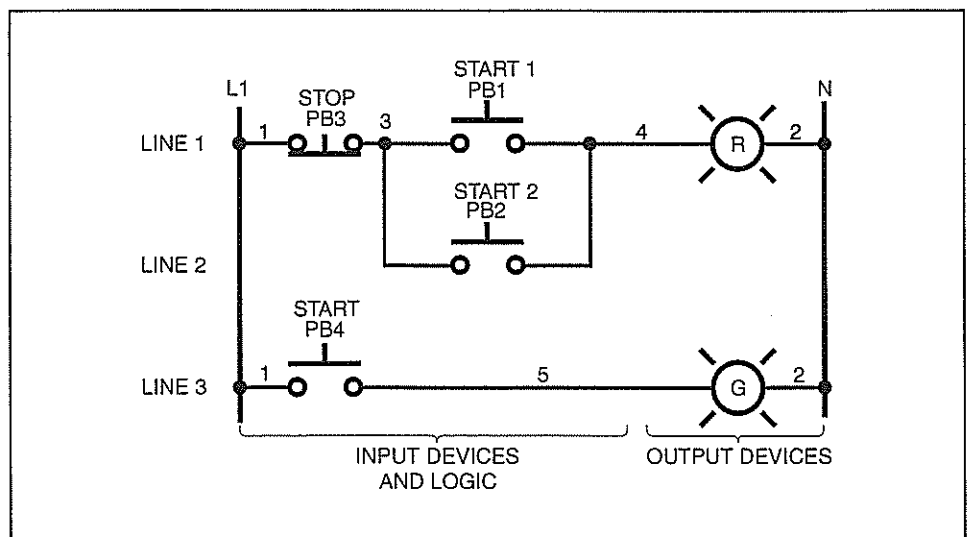 L1
N
STOP
PB3
START 1
PB1
LINE 1
1
3
4
R
2
START 2
PB2
LINE 2
START
PB4
LINE 3
1
5
G
2
INPUT DEVICES
AND LOGIC
OUTPUT DEVICES